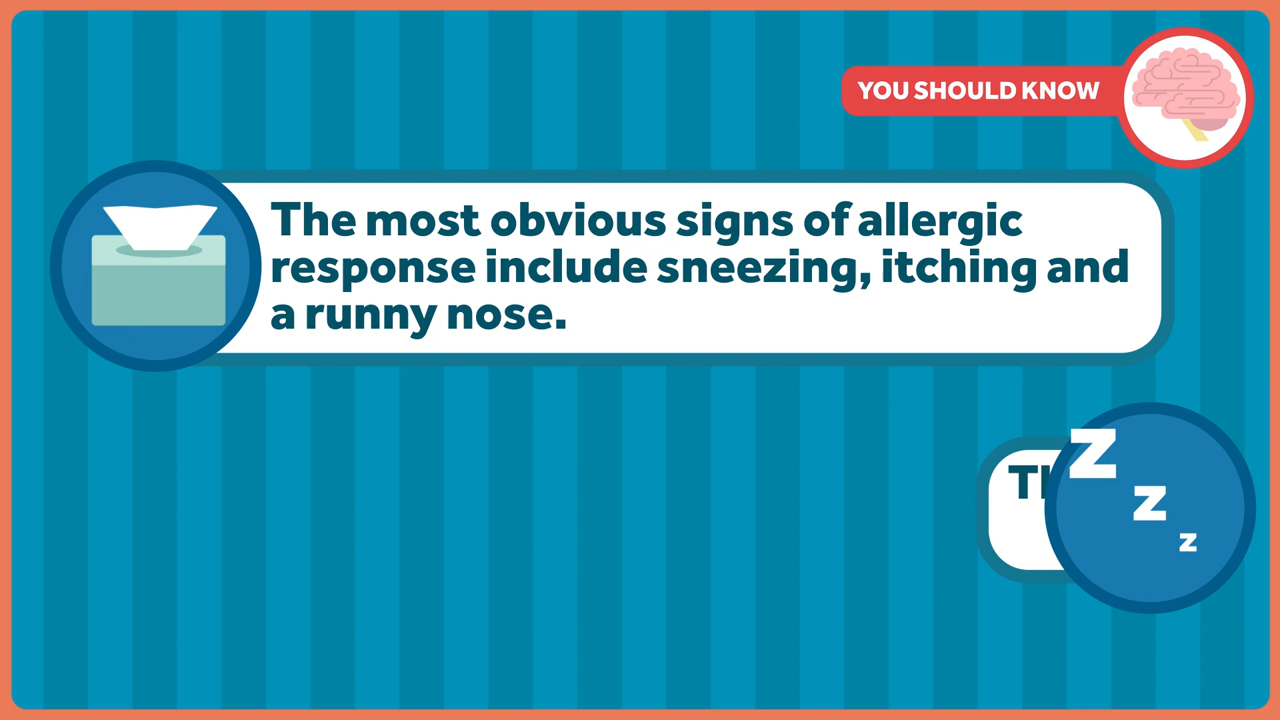 YOU SHOULD KNOW
The most obvious signs of allergic
response include sneezing, itching and
a runny nose.
z
z
z